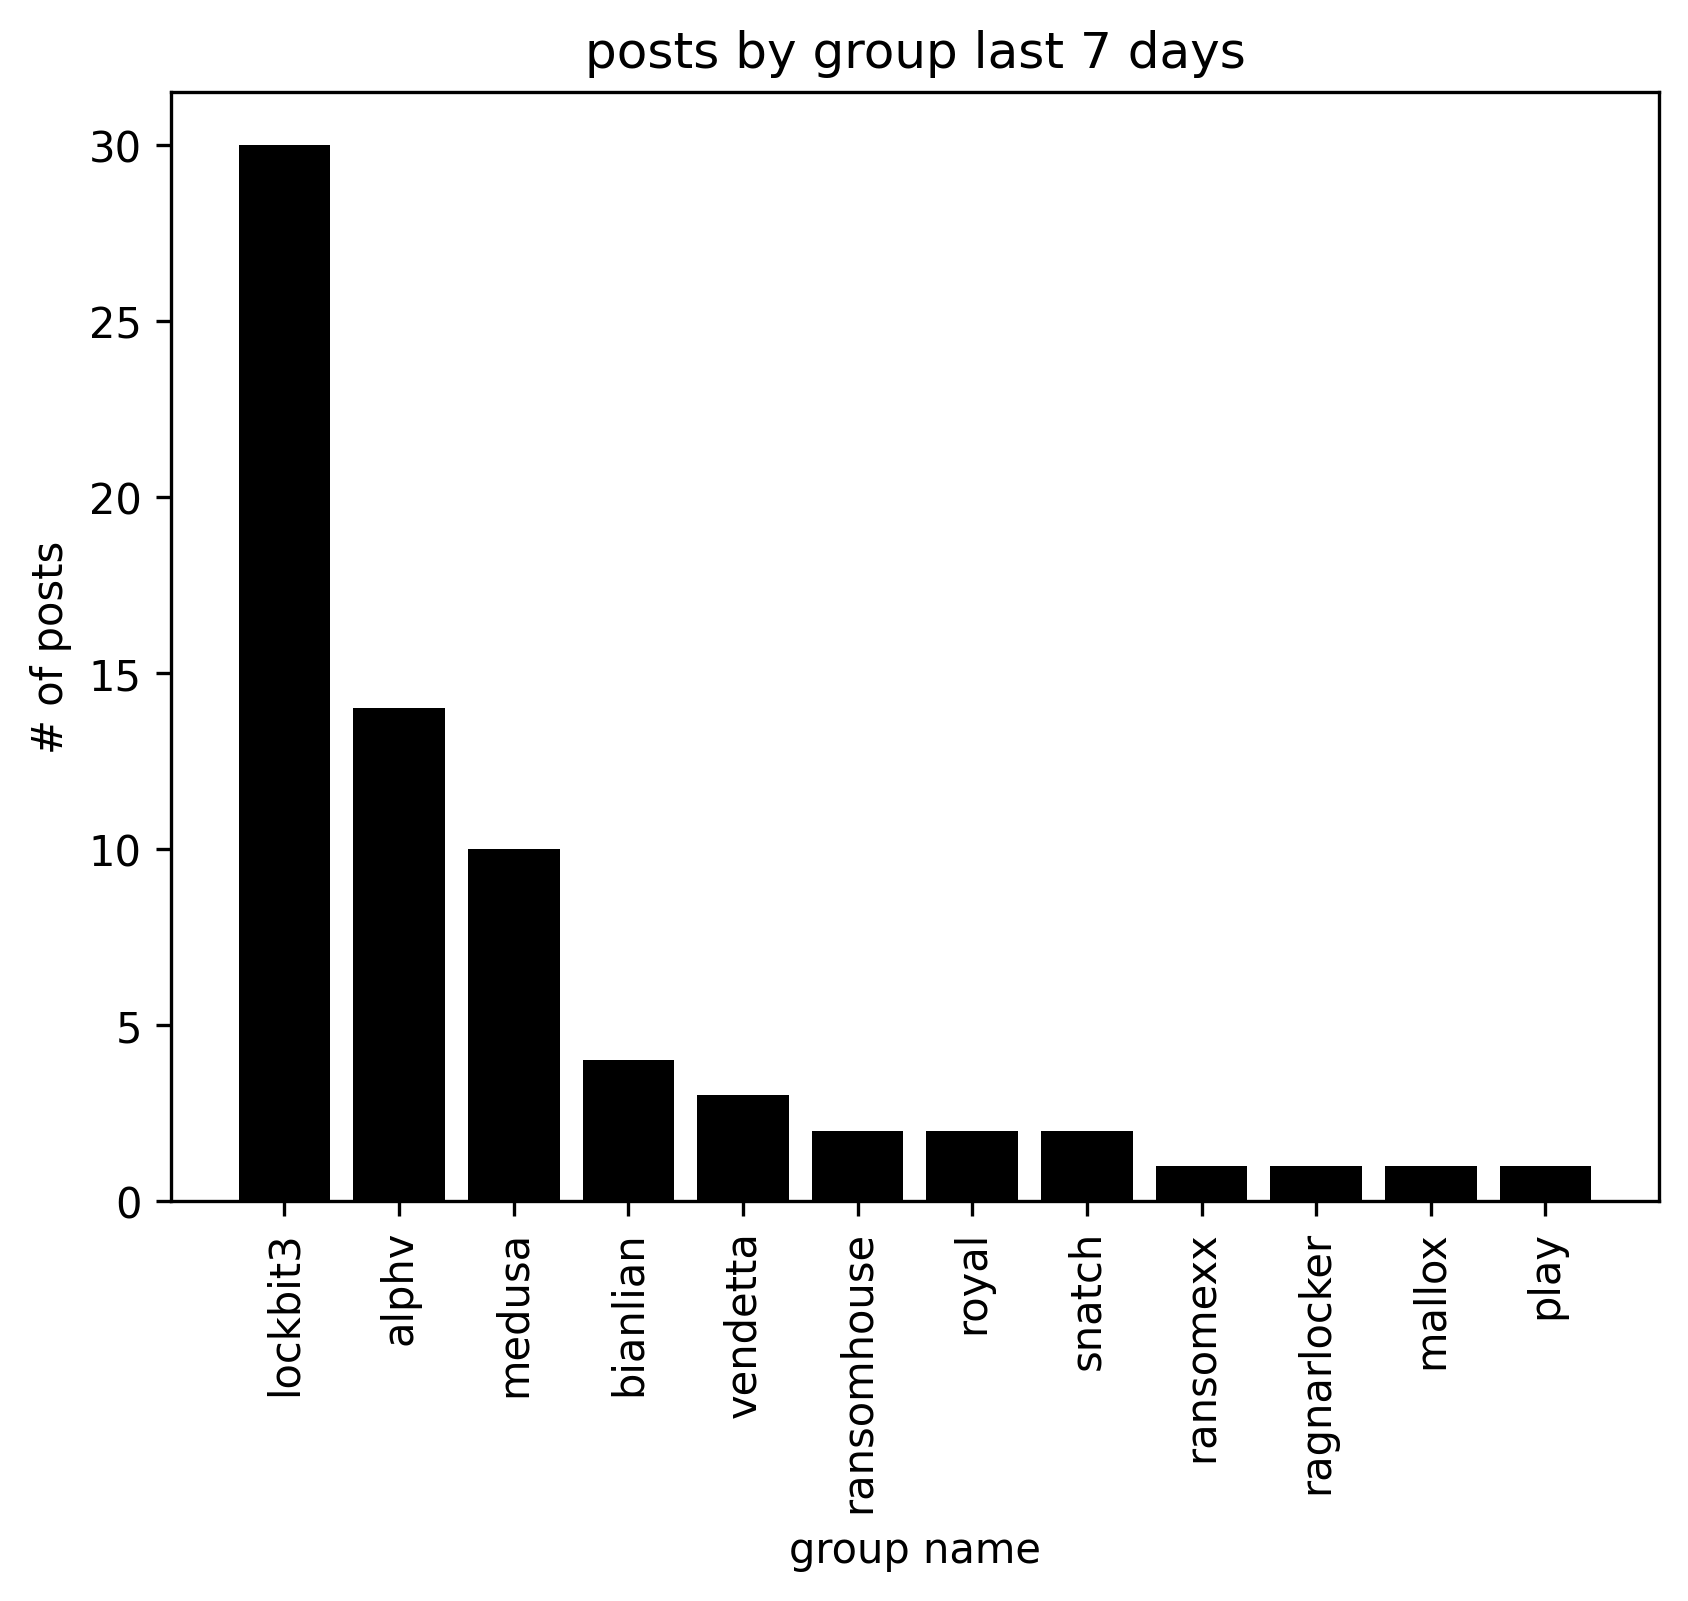 posts by group last 7 days
30
25
20
15
10
5
0
# of posts
lockbit3
alphv
medusa
bianlian
vendetta
ransomhouse
royal
snatch
ransomexx
ragnarlocker
mallox
play
group name